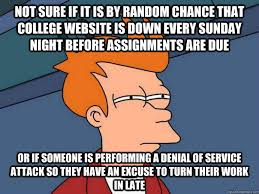 NOT SURE IF IT IS BY RANDOM CHANCE THAT
COLLEGE WEBSITE IS DOWN EVERY SUNDAY
NIGHT BEFORE ASSIGNMENTS ARE DUE
OR IF SOMEONE IS PERFORMING A DENIAL OF SERVICE
ATTACK SO THEY HAVE AN EXCUSE TO TURN THEIR WORK
IN LATE